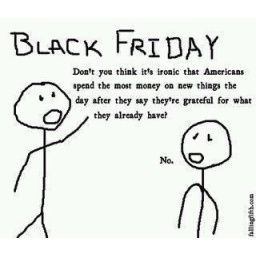 BLACK FRIDAY
Don't you think it's ironic that Americans
spend the most money on new things the
day after they say they're grateful for what
they already have?
No.
fallingfifth.com